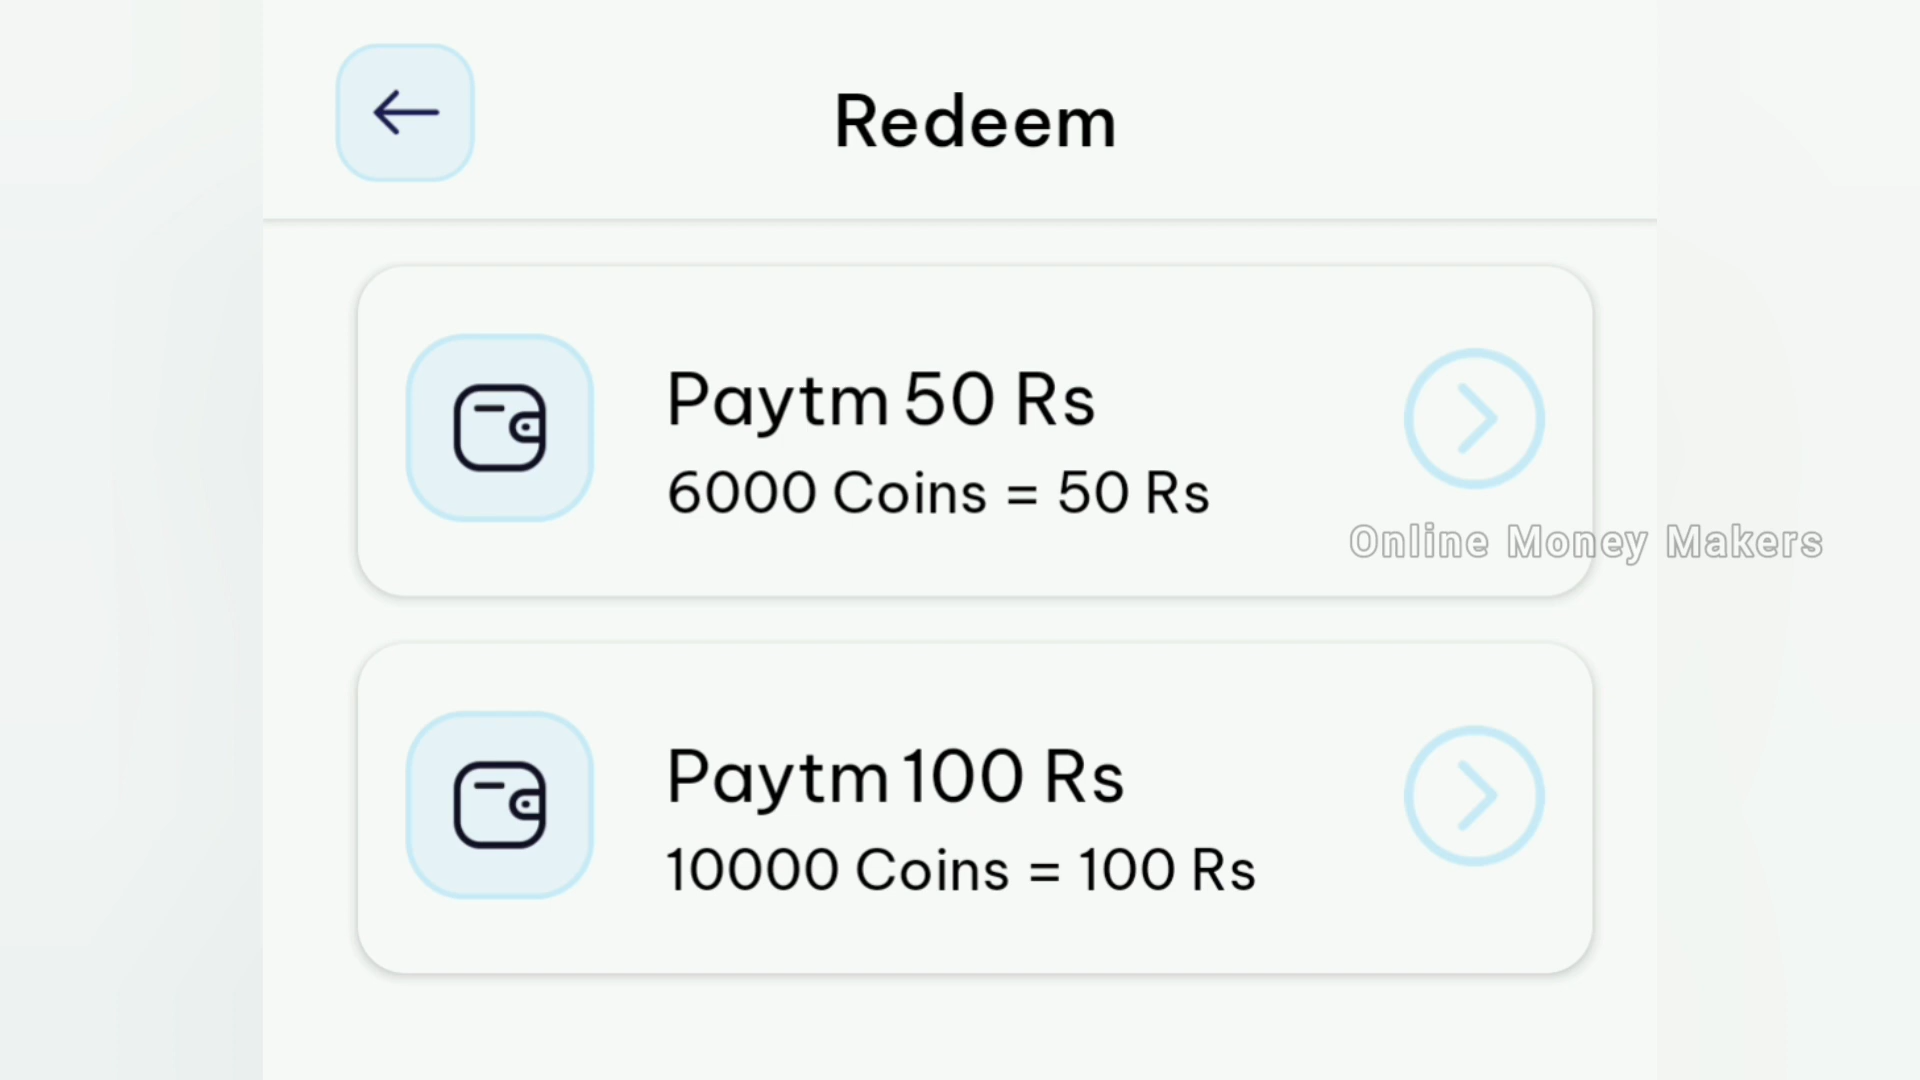 Redeem
Paytm 50 Rs
6000 Coins = 50 Rs
Online Money Makers
Paytm 100 Rs
10000 Coins = 100 Rs